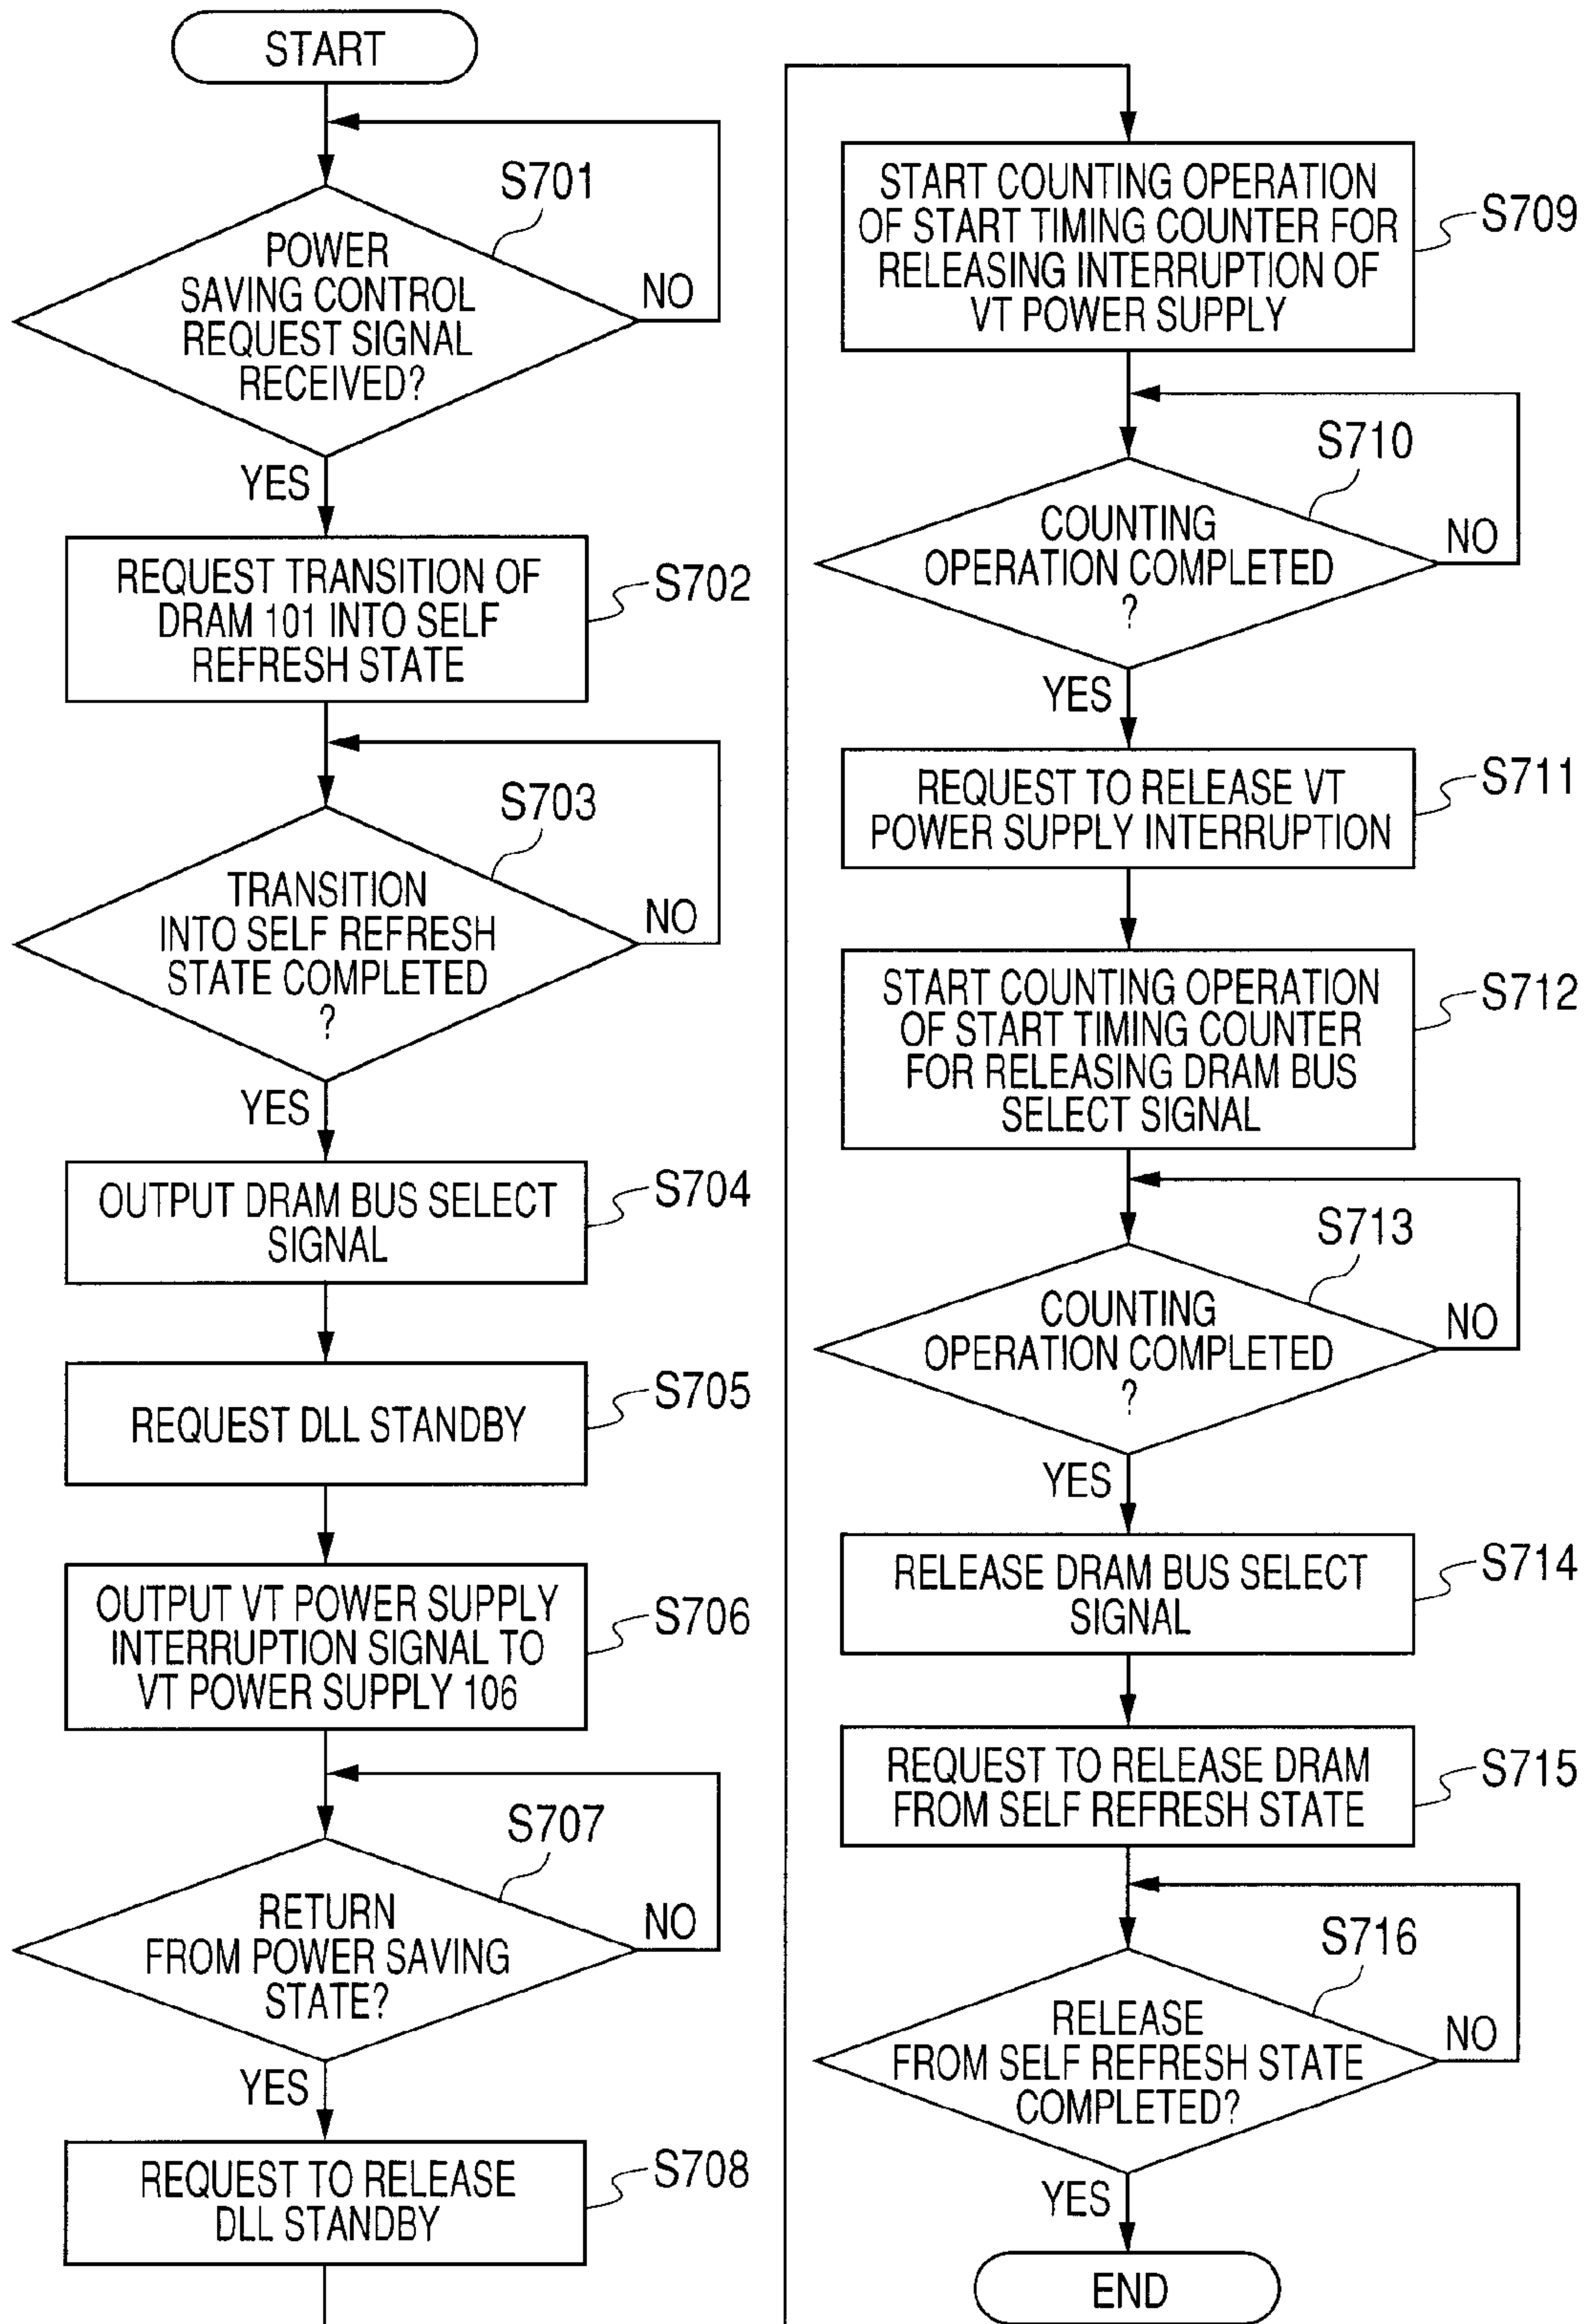 START
S701
POWER
SAVING CONTROL
REQUEST SIGNAL
RECEIVED?
NO
YES
REQUEST TRANSITION OF
DRAM 101 INTO SELF
REFRESH STATE
S702
S703
TRANSITION
INTO SELF REFRESH
STATE COMPLETED
?
NO
YES
OUTPUT DRAM BUS SELECT
SIGNAL
S704
REQUEST DLL STANDBY
S705
OUTPUT VT POWER SUPPLY
INTERRUPTION SIGNAL TO
VT POWER SUPPLY 106
S706
S707
RETURN
FROM POWER SAVING
STATE?
NO
YES
REQUEST TO RELEASE
DLL STANDBY
S708
START COUNTING OPERATION
OF START TIMING COUNTER FOR
RELEASING INTERRUPTION OF
VT POWER SUPPLY
S709
S710
COUNTING
OPERATION COMPLETED
?
NO
YES
REQUEST TO RELEASE VT
POWER SUPPLY INTERRUPTION
S711
START COUNTING OPERATION
OF START TIMING COUNTER
FOR RELEASING DRAM BUS
SELECT SIGNAL
S712
S713
COUNTING
OPERATION COMPLETED
?
NO
YES
RELEASE DRAM BUS SELECT
SIGNAL
S714
REQUEST TO RELEASE DRAM
FROM SELF REFRESH STATE
S715
S716
RELEASE
FROM SELF REFRESH STATE
COMPLETED?
NO
YES
END